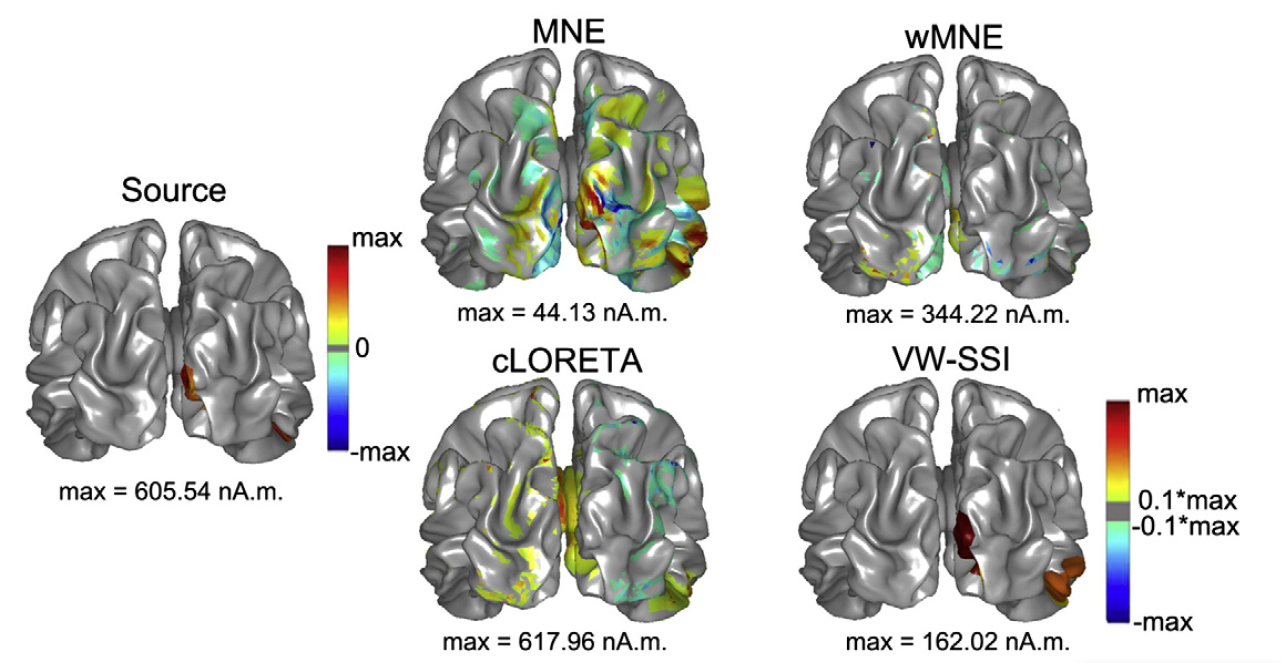 Source
max
0
-max
max = 605.54 nA.m.
MNE
max = 44.13 nA.m.
wMNE
max = 344.22 nA.m.
cLORETA
max = 617.96 nA.m.
VW-SSI
max = 162.02 nA.m.
max
0.1*max
-0.1*max
-max